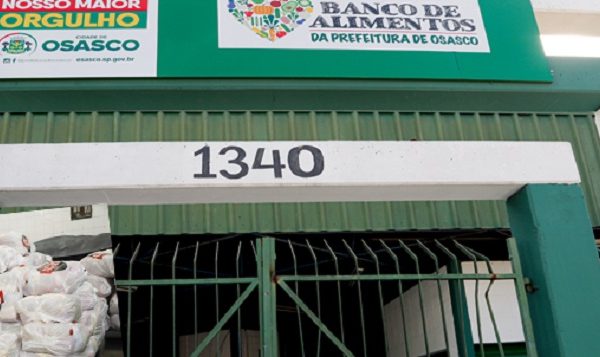 NOSSO MAIOR
ORGULHO
CIDADE DE
OSASCO
osasco.sp.gov.br
BANCO DE
ALIMENTOS
DA PREFEITURA DE OSASCO
1340